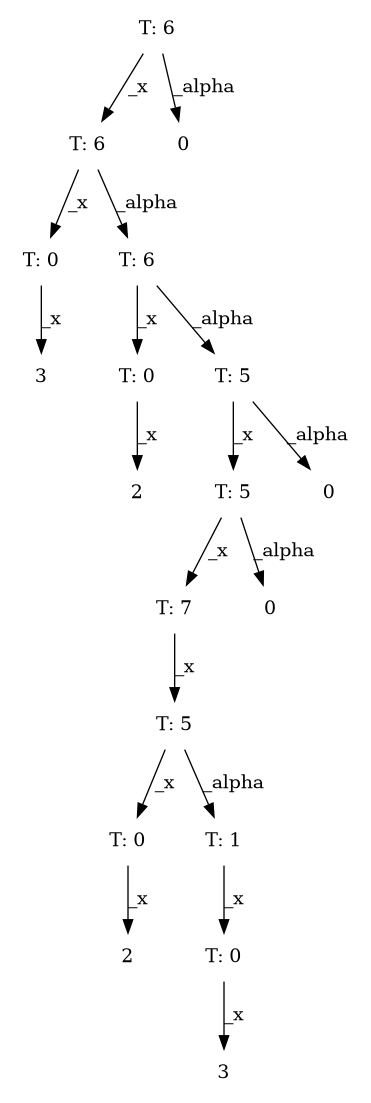 T: 6
_x _alpha
T: 6 0
_x _alpha
T: 0 T: 6
_x _x _alpha
3 T: 0 T: 5
_x _x _alpha
2 T: 5 0
_x _alpha
T: 7 0
_x
T: 5
_x _alpha
T: 0 T: 1
_x _x
2 T: 0
_x
3